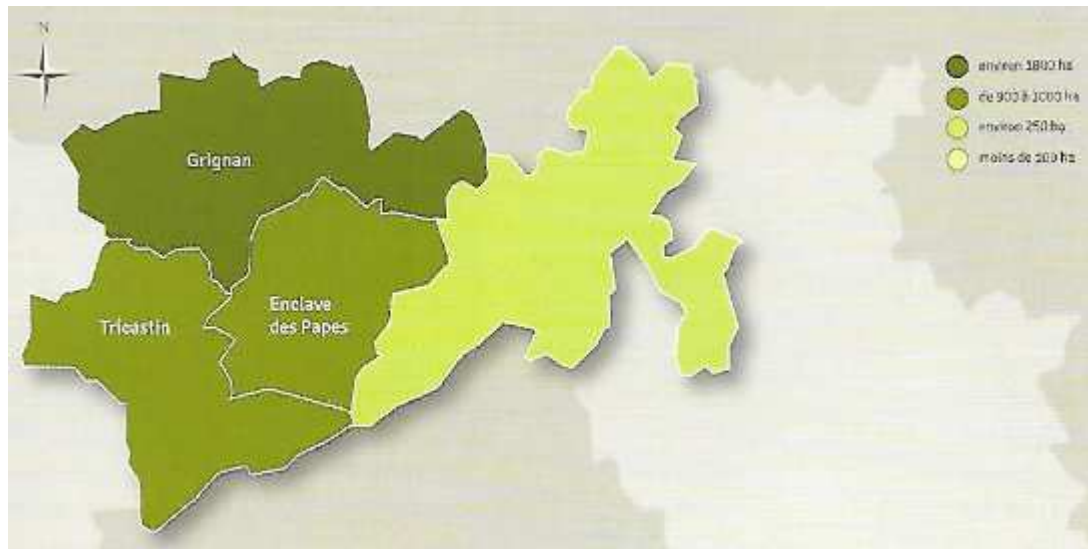 N
environ 1800 ha
de 900 à 1000 ha
environ 250 ha
moins de 100 ha
Grignan
Enclave
des Papes
Tricastin